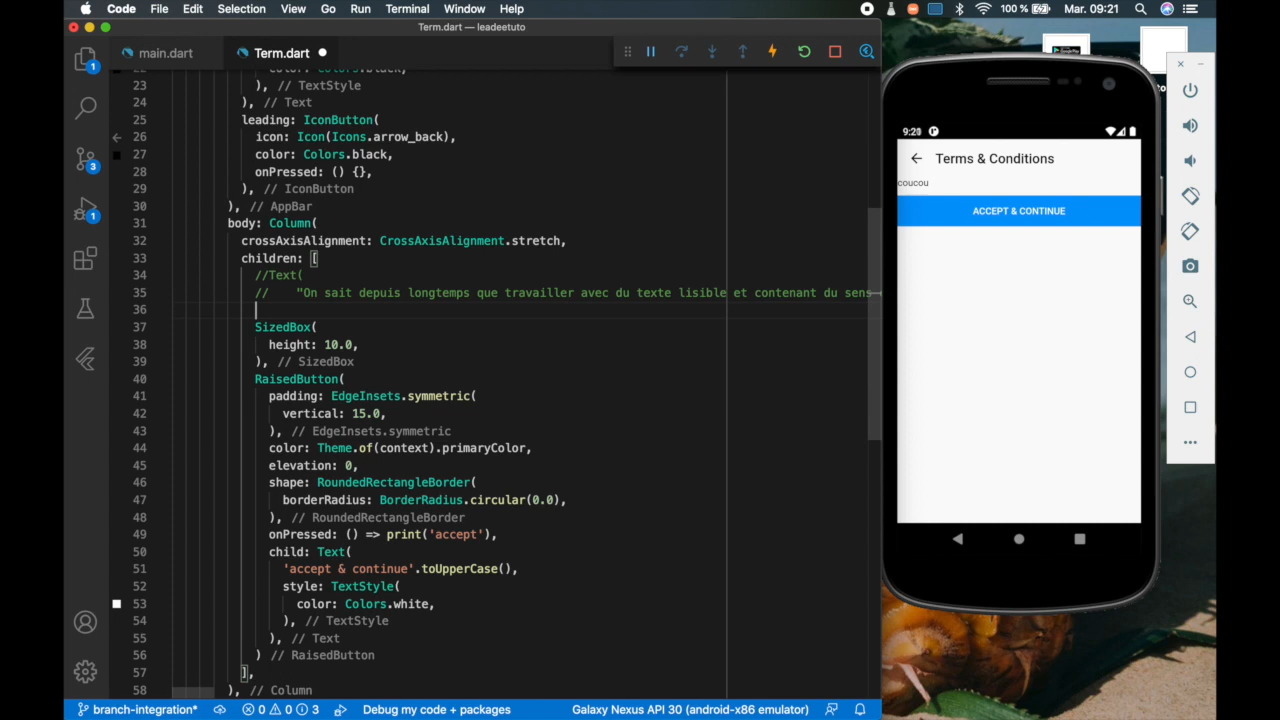 Code File Edit Selection View Go Run Terminal Window Help 100 % Mar. 09:21
Term.dart — leadeetuto
main.dart Term.dart
23 ), // TextStyle
24 ), // Text
25 leading: IconButton(
26 icon: Icon(Icons.arrow_back),
27 color: Colors.black,
28 onPressed: () {},
29 ), // IconButton
30 ), // AppBar
31 body: Column(
32 crossAxisAlignment: CrossAxisAlignment.stretch,
33 children: [
34 //Text(
35 // "On sait depuis longtemps que travailler avec du texte lisible et contenant du sens
36
37 SizedBox(
38 height: 10.0,
39 ), // SizedBox
40 RaisedButton(
41 padding: EdgeInsets.symmetric(
42 vertical: 15.0,
43 ), // EdgeInsets.symmetric
44 color: Theme.of(context).primaryColor,
45 elevation: 0,
46 shape: RoundedRectangleBorder(
47 borderRadius: BorderRadius.circular(0.0),
48 ), // RoundedRectangleBorder
49 onPressed: () => print('accept'),
50 child: Text(
51 'accept & continue'.toUpperCase(),
52 style: TextStyle(
53 color: Colors.white,
54 ), // TextStyle
55 ), // Text
56 ) // RaisedButton
57 ],
58 ), // Column
1
3
1
branch-integration* 0 0 3 Debug my code + packages Galaxy Nexus API 30 (android-x86 emulator)
Terms & Conditions
coucou
ACCEPT & CONTINUE